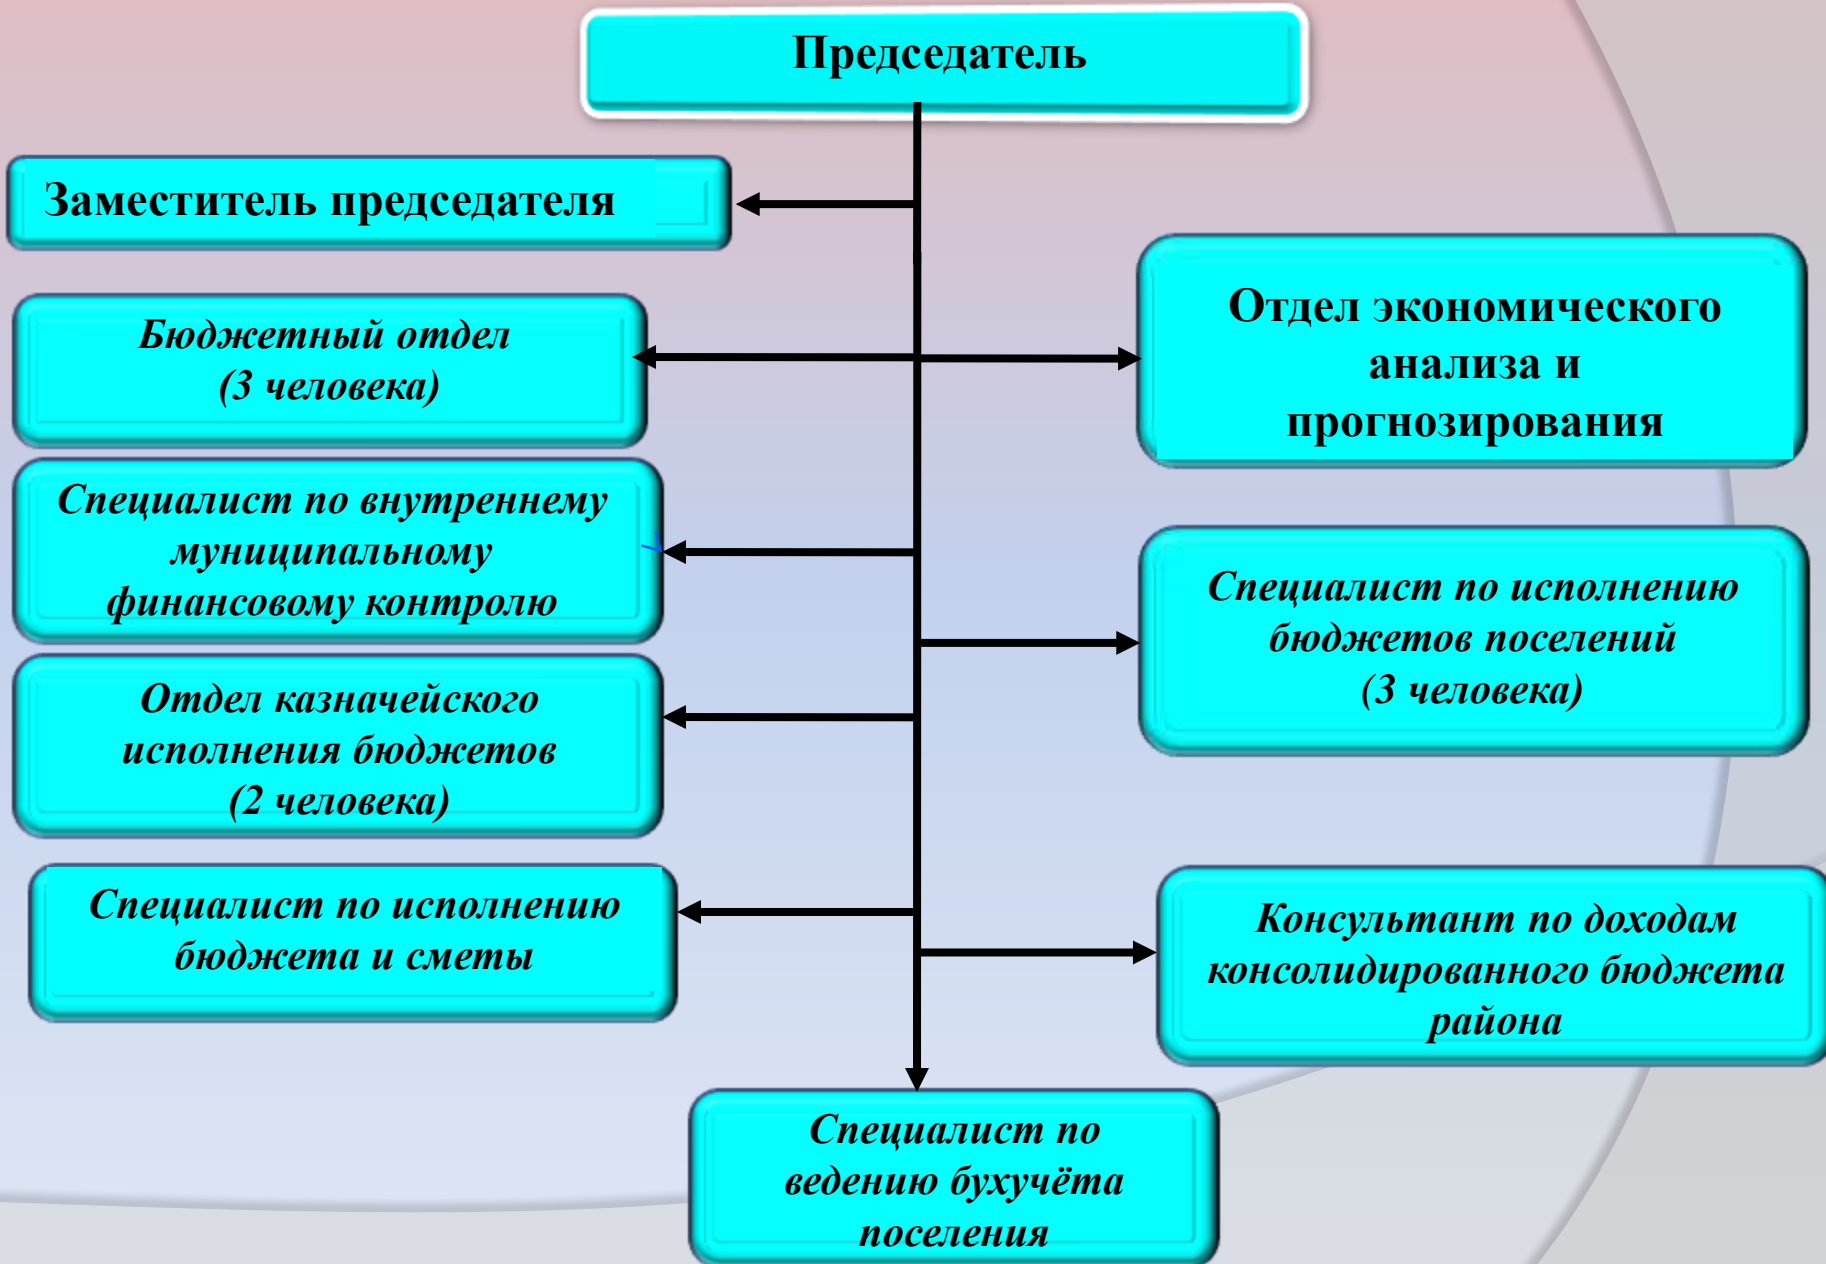 Председатель
Заместитель председателя
Бюджетный отдел
(3 человека)
Отдел экономического
анализа и
прогнозирования
Специалист по внутреннему
муниципальному
финансовому контролю
Специалист по исполнению
бюджетов поселений
(3 человека)
Отдел казначейского
исполнения бюджетов
(2 человека)
Специалист по исполнению
бюджета и сметы
Консультант по доходам
консолидированного бюджета
района
Специалист по
ведению бухучёта
поселения